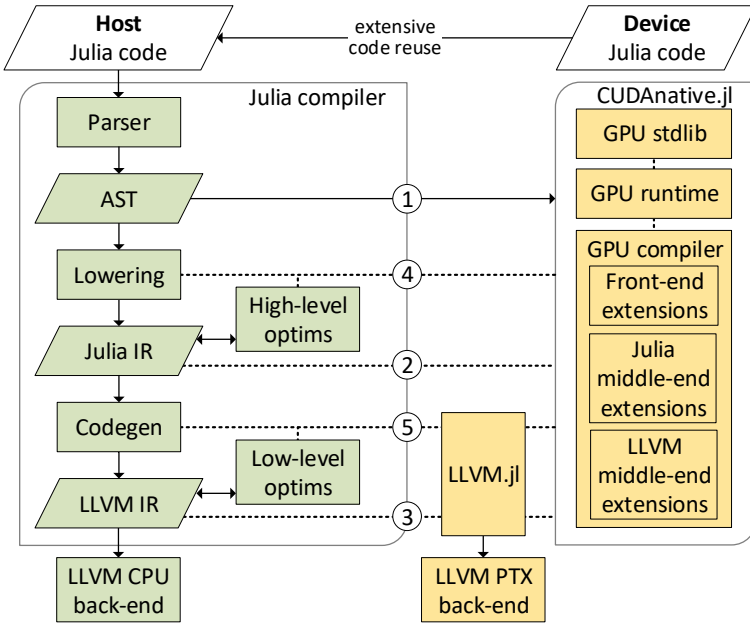 Host
Julia code
extensive
code reuse
Device
Julia code
Julia compiler
Parser
AST
1
Lowering
4
High-level
optims
Julia IR
2
Codegen
5
Low-level
optims
LLVM IR
3
LLVM CPU
back-end
LLVM.jl
LLVM PTX
back-end
CUDAnative.jl
GPU stdlib
GPU runtime
GPU compiler
Front-end
extensions
Julia
middle-end
extensions
LLVM
middle-end
extensions